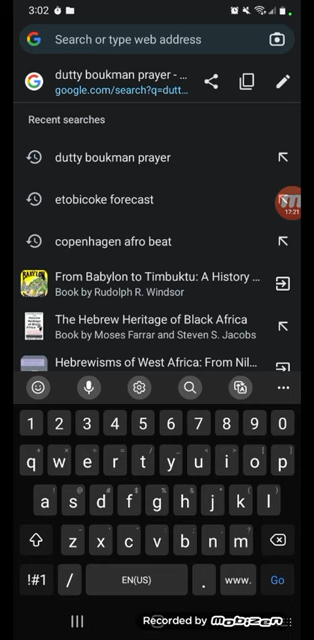 3:02
Search or type web address
dutty boukman prayer - ...
google.com/search?q=dutt...
Recent searches
dutty boukman prayer
etobicoke forecast
17:21
copenhagen afro beat
From Babylon to Timbuktu: A History ...
Book by Rudolph R. Windsor
The Hebrew Heritage of Black Africa
Book by Moses Farrar and Steven S. Jacobs
Hebrewisms of West Africa: From Nil...
1 2 3 4 5 6 7 8 9 0
q w e r t y u i o p
a s d f g h j k l
z x c v b n m
!#1 / EN(US) . www. Go
Recorded by Mobizen